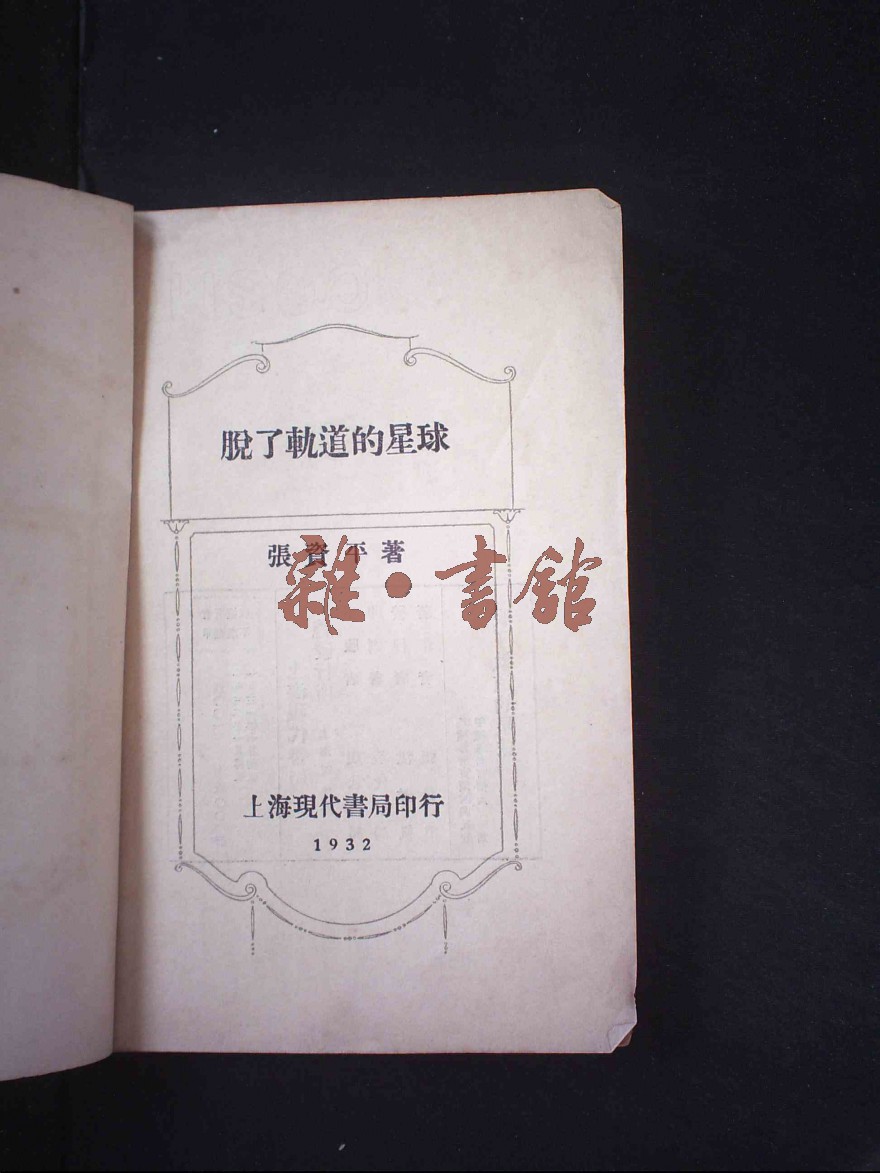 脫了軌道的星球
張資平著
雜·書館
上海現代書局印行
1932